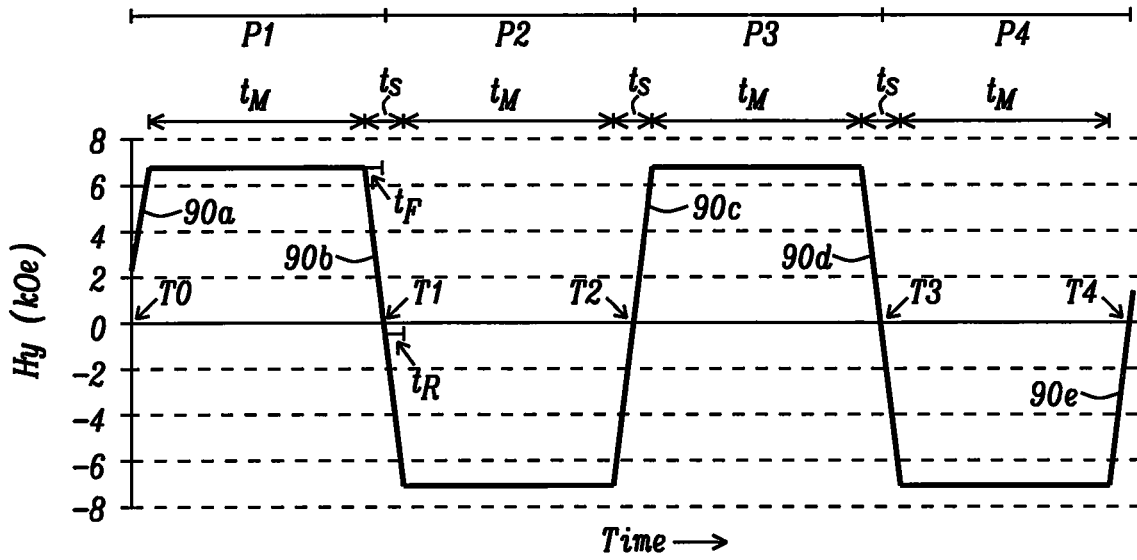 P1 P2 P3 P4
tS tS tS
tM tM tM tM
8
6
4
2
0
-2
-4
-6
-8
Hy (kOe)
90a 90b 90c 90d 90e
tF
T0 T1 T2 T3 T4
tR
Time